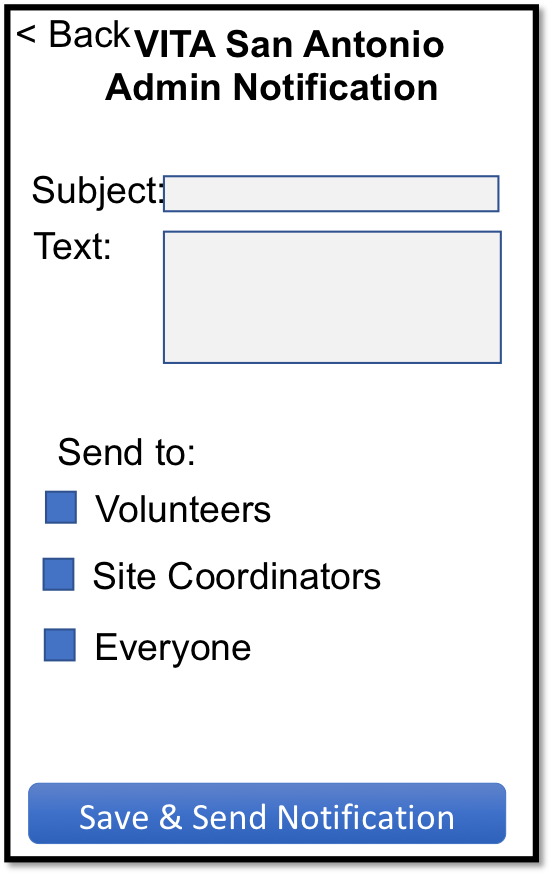 < Back
VITA San Antonio
Admin Notification
Subject:
Text:
Send to:
Volunteers
Site Coordinators
Everyone
Save & Send Notification